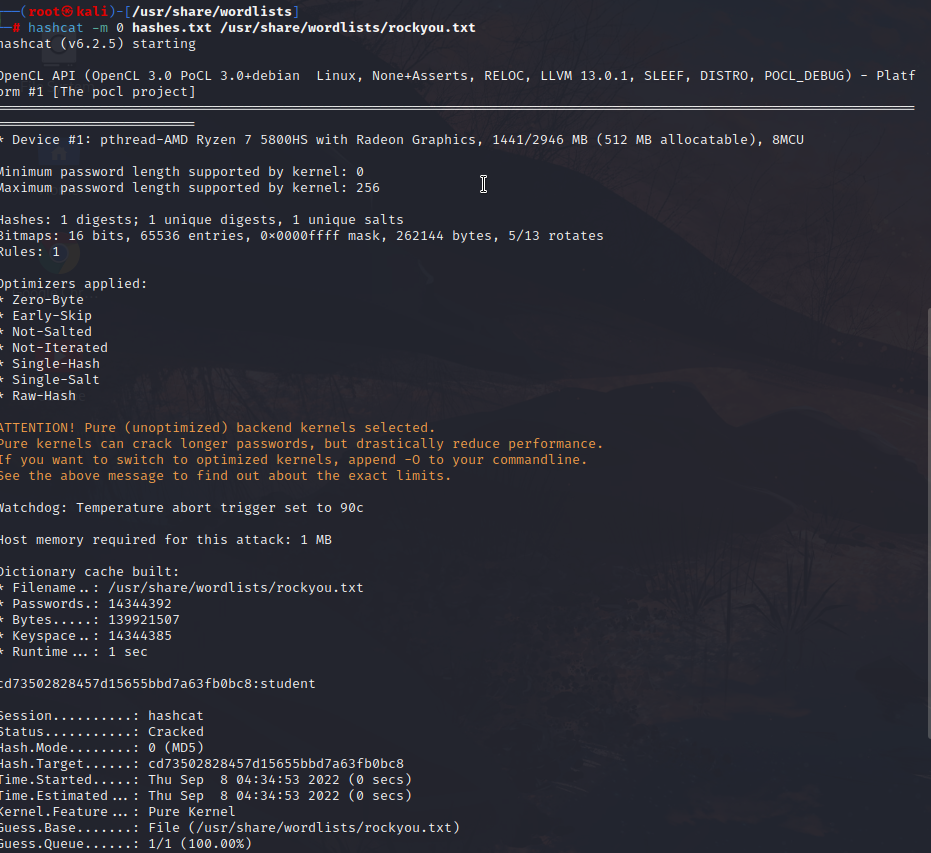 ┌──(root㉿kali)-[/usr/share/wordlists]
└─# hashcat -m 0 hashes.txt /usr/share/wordlists/rockyou.txt
hashcat (v6.2.5) starting
OpenCL API (OpenCL 3.0 PoCL 3.0+debian  Linux, None+Asserts, RELOC, LLVM 13.0.1, SLEEF, DISTRO, POCL_DEBUG) - Platf
orm #1 [The pocl project]
* Device #1: pthread-AMD Ryzen 7 5800HS with Radeon Graphics, 1441/2946 MB (512 MB allocatable), 8MCU
Minimum password length supported by kernel: 0
Maximum password length supported by kernel: 256
Hashes: 1 digests; 1 unique digests, 1 unique salts
Bitmaps: 16 bits, 65536 entries, 0×0000ffff mask, 262144 bytes, 5/13 rotates
Rules: 1
Optimizers applied:
* Zero-Byte
* Early-Skip
* Not-Salted
* Not-Iterated
* Single-Hash
* Single-Salt
* Raw-Hash
ATTENTION! Pure (unoptimized) backend kernels selected.
Pure kernels can crack longer passwords, but drastically reduce performance.
If you want to switch to optimized kernels, append -O to your commandline.
See the above message to find out about the exact limits.
Watchdog: Temperature abort trigger set to 90c
Host memory required for this attack: 1 MB
Dictionary cache built:
* Filename..: /usr/share/wordlists/rockyou.txt
* Passwords.: 14344392
* Bytes.....: 139921507
* Keyspace..: 14344385
* Runtime...: 1 sec
cd73502828457d15655bbd7a63fb0bc8:student
Session..........: hashcat
Status...........: Cracked
Hash.Mode........: 0 (MD5)
Hash.Target......: cd73502828457d15655bbd7a63fb0bc8
Time.Started.....: Thu Sep  8 04:34:53 2022 (0 secs)
Time.Estimated...: Thu Sep  8 04:34:53 2022 (0 secs)
Kernel.Feature...: Pure Kernel
Guess.Base.......: File (/usr/share/wordlists/rockyou.txt)
Guess.Queue......: 1/1 (100.00%)